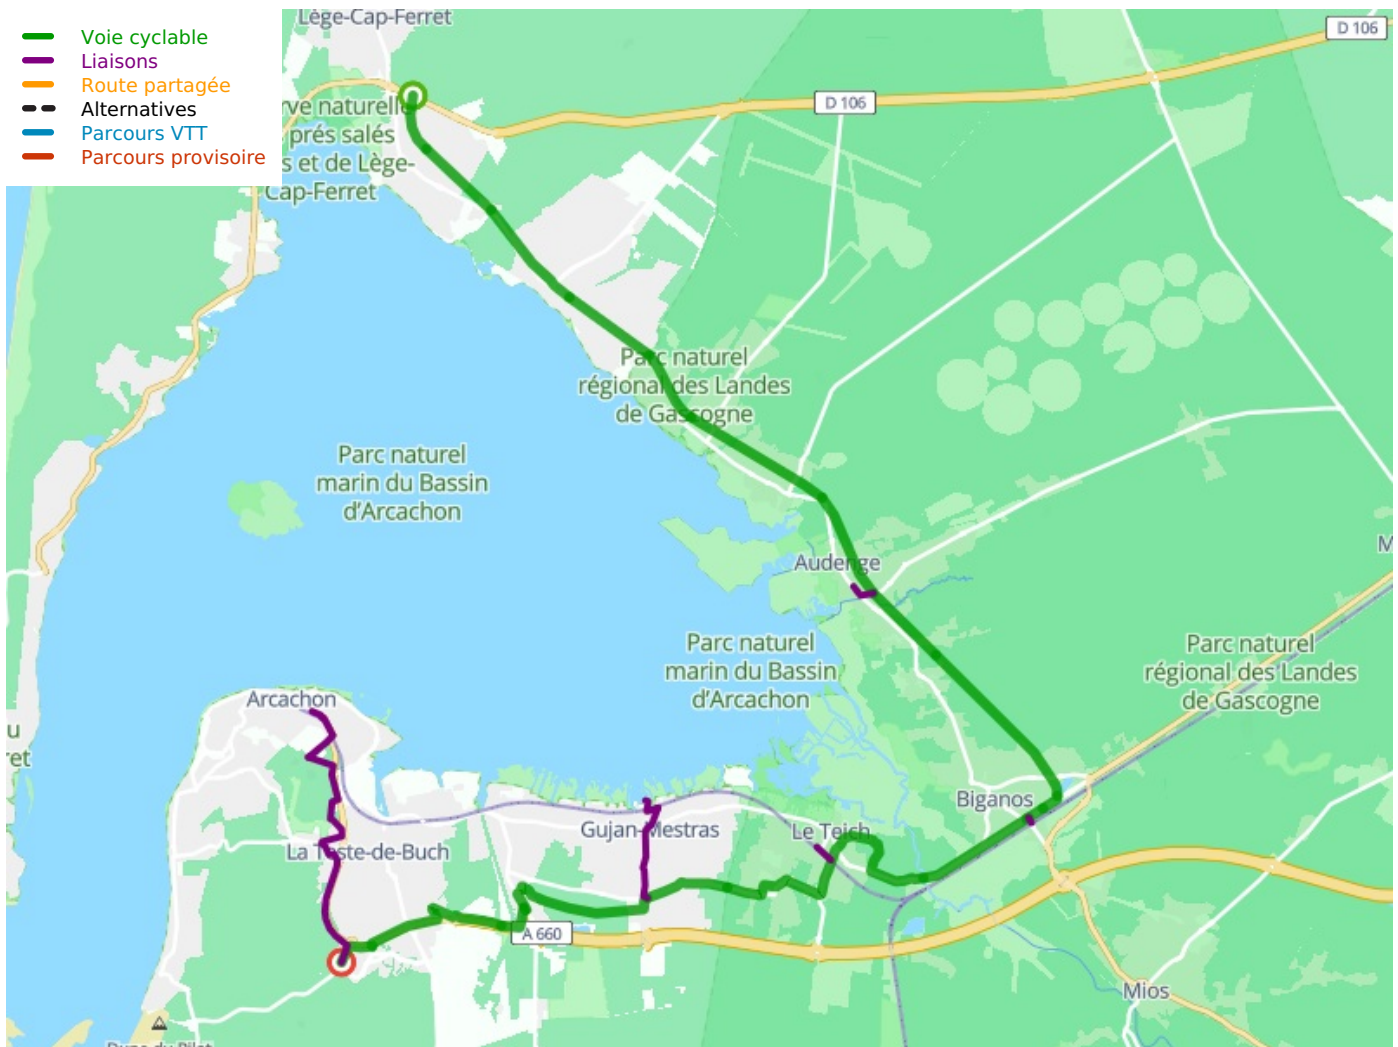 Lège-Cap-Ferret
Voie cyclable
Liaisons
Route partagée
Alternatives
Parcours VTT
Parcours provisoire
D 106
D 106
rve naturelle
prés salés
s et de Lège-
Cap-Ferret
Parc naturel
régional des Landes
de Gascogne
Parc naturel
marin du Bassin
d'Arcachon
Audenge
M
Parc naturel
marin du Bassin
d'Arcachon
Parc naturel
régional des Landes
de Gascogne
Arcachon
u
ret
Biganos
Gujan-Mestras
Le Teich
La Teste-de-Buch
A 660
Mios